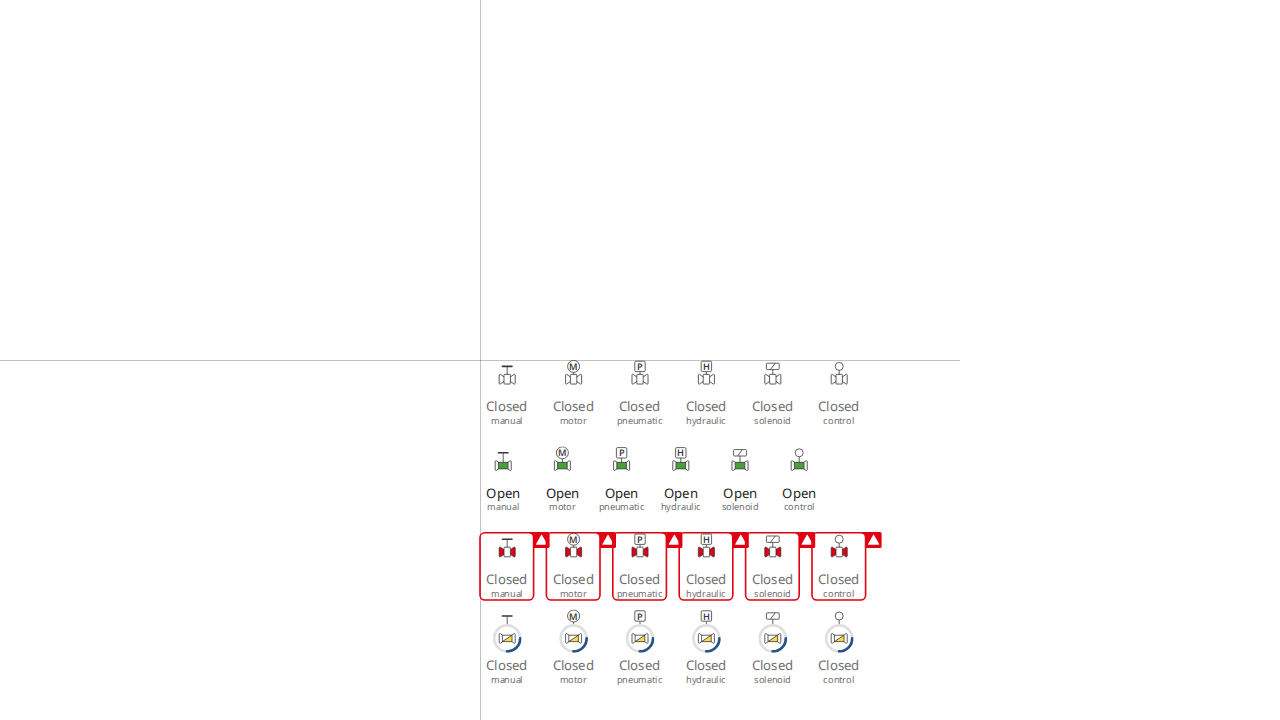 M P H
Closed Closed Closed Closed Closed Closed
manual motor pneumatic hydraulic solenoid control
M P H
Open Open Open Open Open Open
manual motor pneumatic hydraulic solenoid control
M P H
Closed Closed Closed Closed Closed Closed
manual motor pneumatic hydraulic solenoid control
M P H
Closed Closed Closed Closed Closed Closed
manual motor pneumatic hydraulic solenoid control